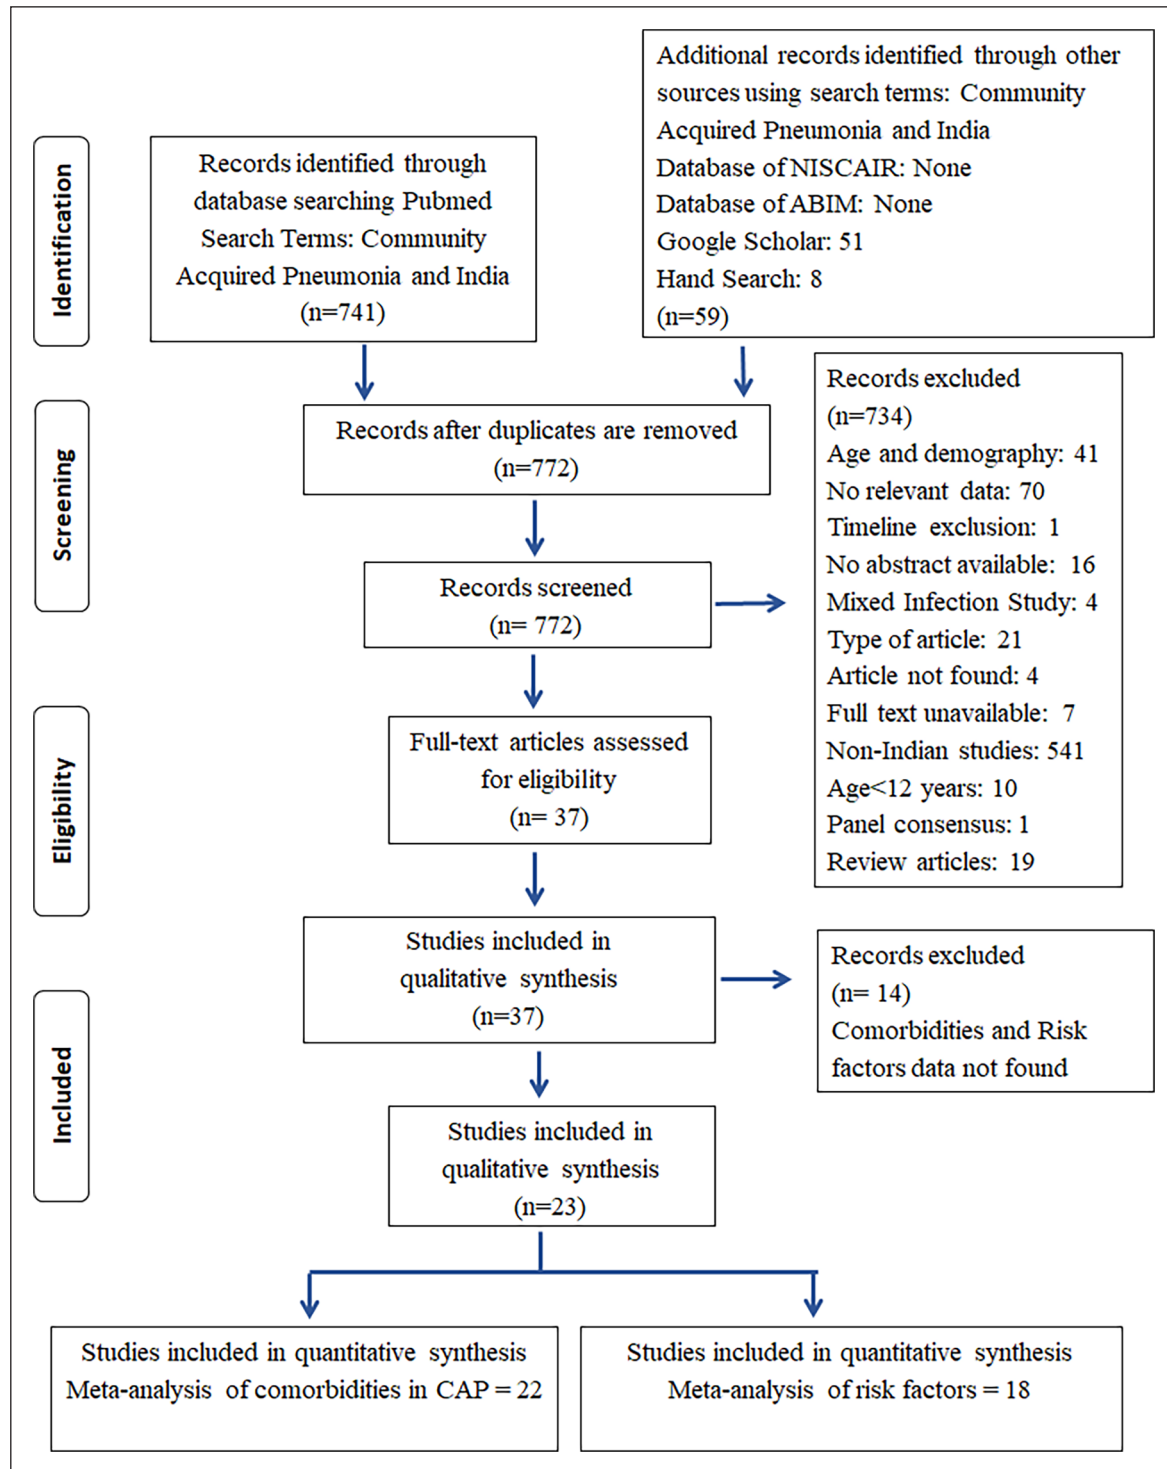 Identification
Records identified through
database searching Pubmed
Search Terms: Community
Acquired Pneumonia and India
(n=741)
Additional records identified through other
sources using search terms: Community
Acquired Pneumonia and India
Database of NISCAIR: None
Database of ABIM: None
Google Scholar: 51
Hand Search: 8
(n=59)
Screening
Records after duplicates are removed
(n=772)
Records screened
(n= 772)
Records excluded
(n=734)
Age and demography: 41
No relevant data: 70
Timeline exclusion: 1
No abstract available: 16
Mixed Infection Study: 4
Type of article: 21
Article not found: 4
Full text unavailable: 7
Non-Indian studies: 541
Age<12 years: 10
Panel consensus: 1
Review articles: 19
Eligibility
Full-text articles assessed
for eligibility
(n= 37)
Studies included in
qualitative synthesis
(n=37)
Records excluded
(n= 14)
Comorbidities and Risk
factors data not found
Included
Studies included in
qualitative synthesis
(n=23)
Studies included in quantitative synthesis
Meta-analysis of comorbidities in CAP = 22
Studies included in quantitative synthesis
Meta-analysis of risk factors = 18